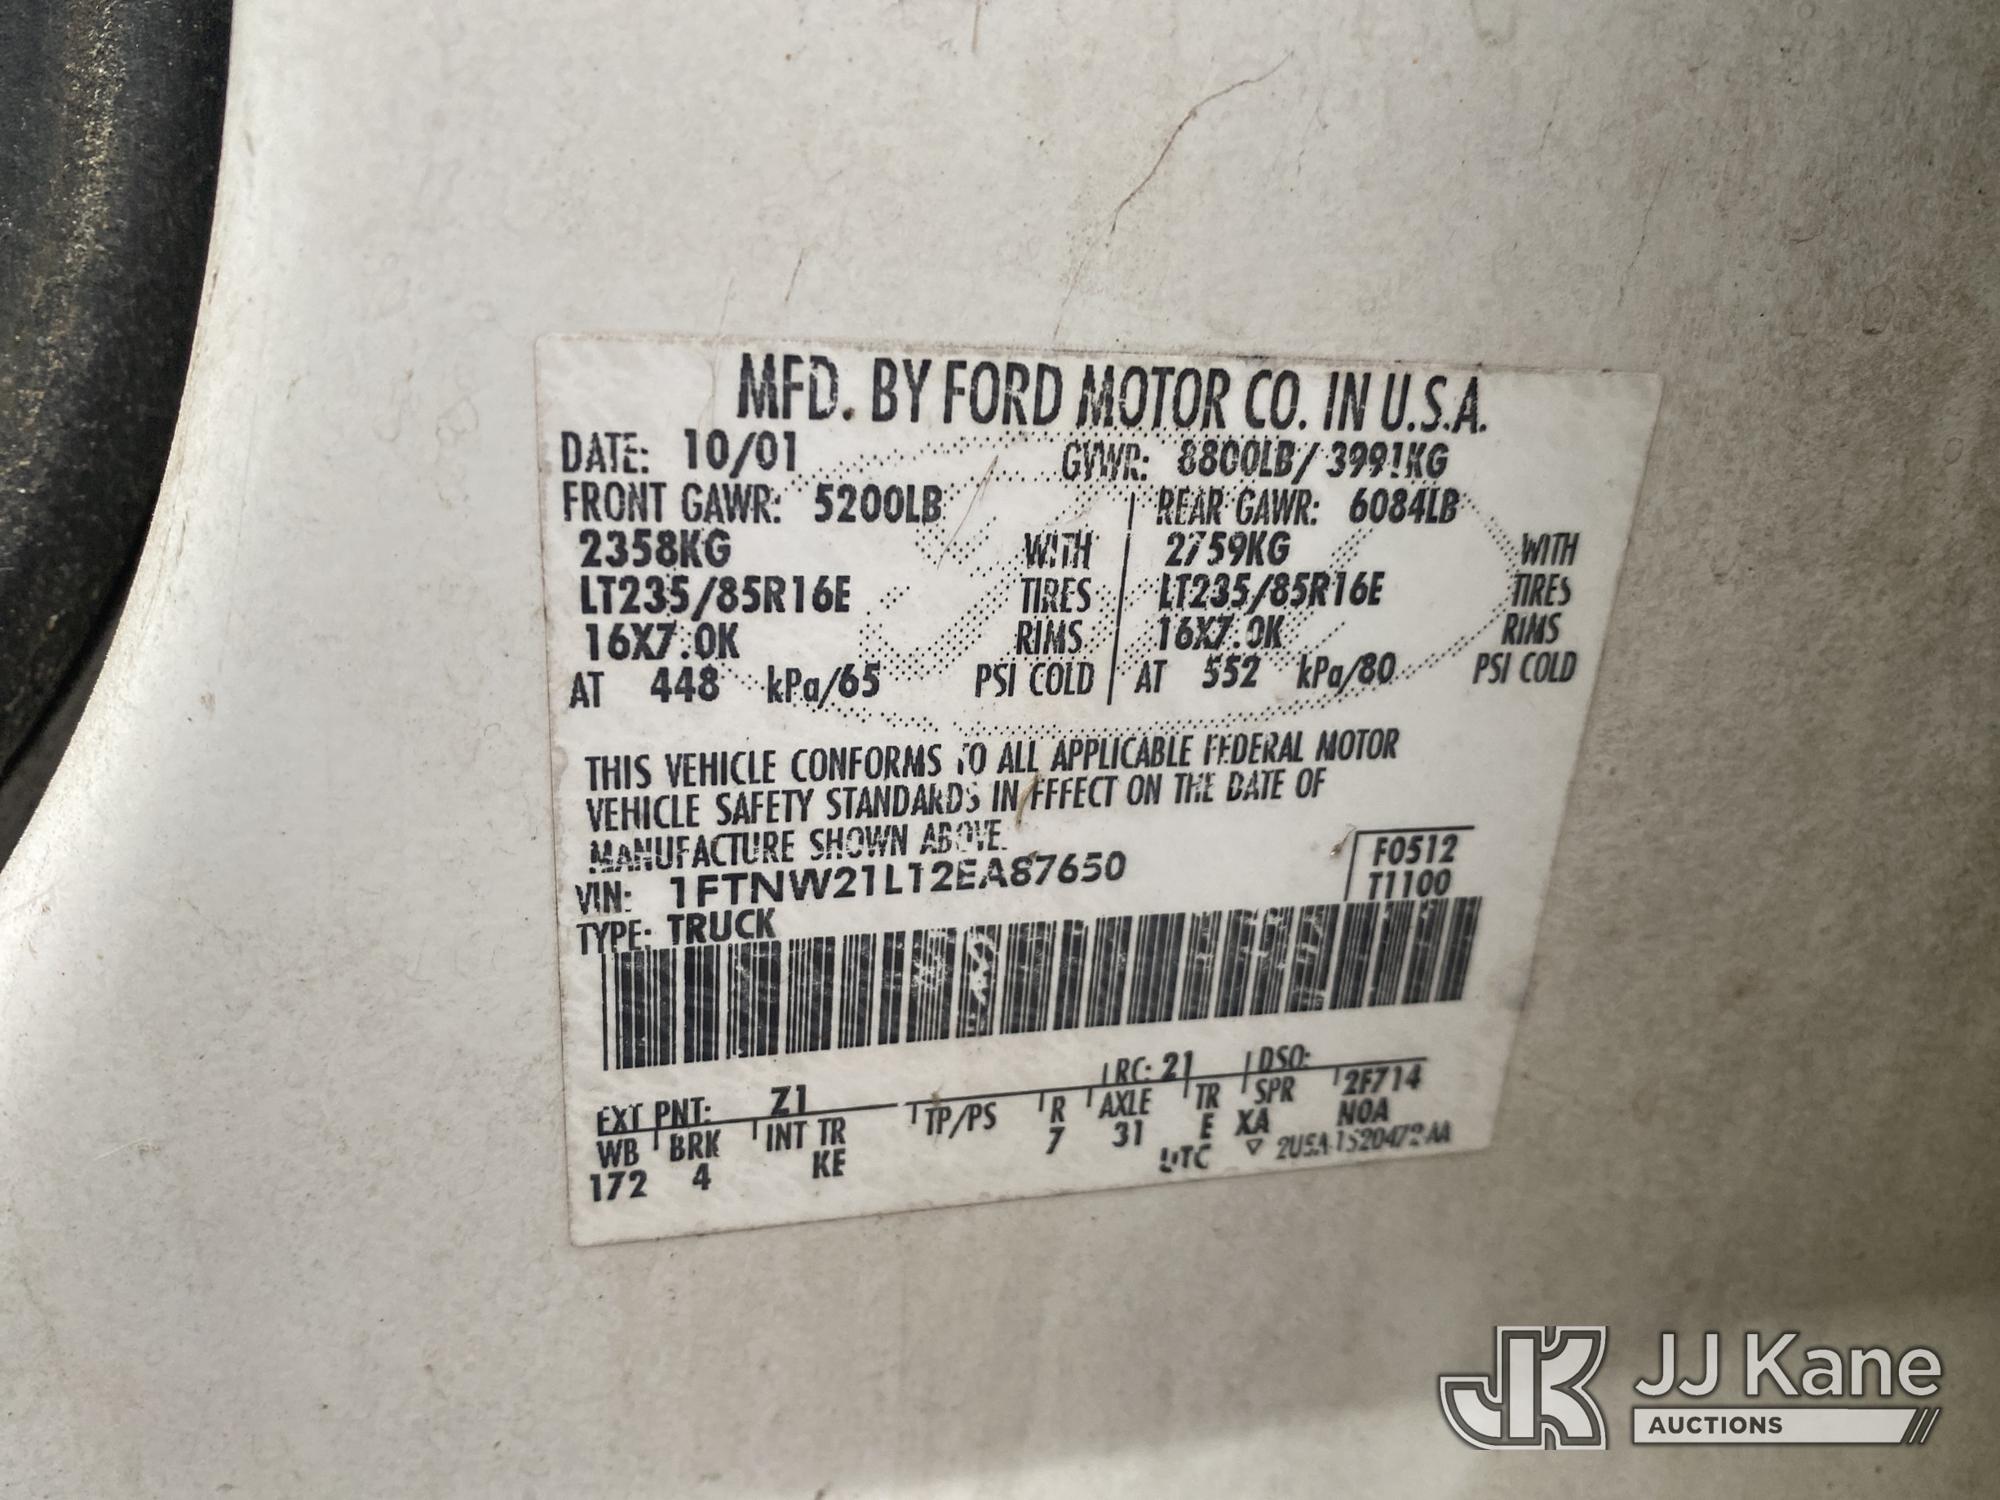 MFD. BY FORD MOTOR CO. IN U.S.A.
DATE: 10/01 GVWR: 8800LB/ 3991KG
FRONT GAWR: 5200LB REAR GAWR: 6084LB
2358KG WITH 2759KG WITH
LT235/85R16E TIRES LT235/85R16E TIRES
16X7.0K RIMS 16X7.0K RIMS
AT 448 kPa/65 PSI COLD AT 552 kPa/80 PSI COLD
THIS VEHICLE CONFORMS TO ALL APPLICABLE FEDERAL MOTOR
VEHICLE SAFETY STANDARDS IN EFFECT ON THE DATE OF
MANUFACTURE SHOWN ABOVE.
VIN: 1FTNW21L12EA87650
F0512
T1100
TYPE: TRUCK
EXT PNT: Z1 RC: 21 DSO:
WB BRK INT TR TP/PS R AXLE TR SPR 2F714
172 4 KE 7 31 E XA NOA
UTC
JK JJ Kane
AUCTIONS